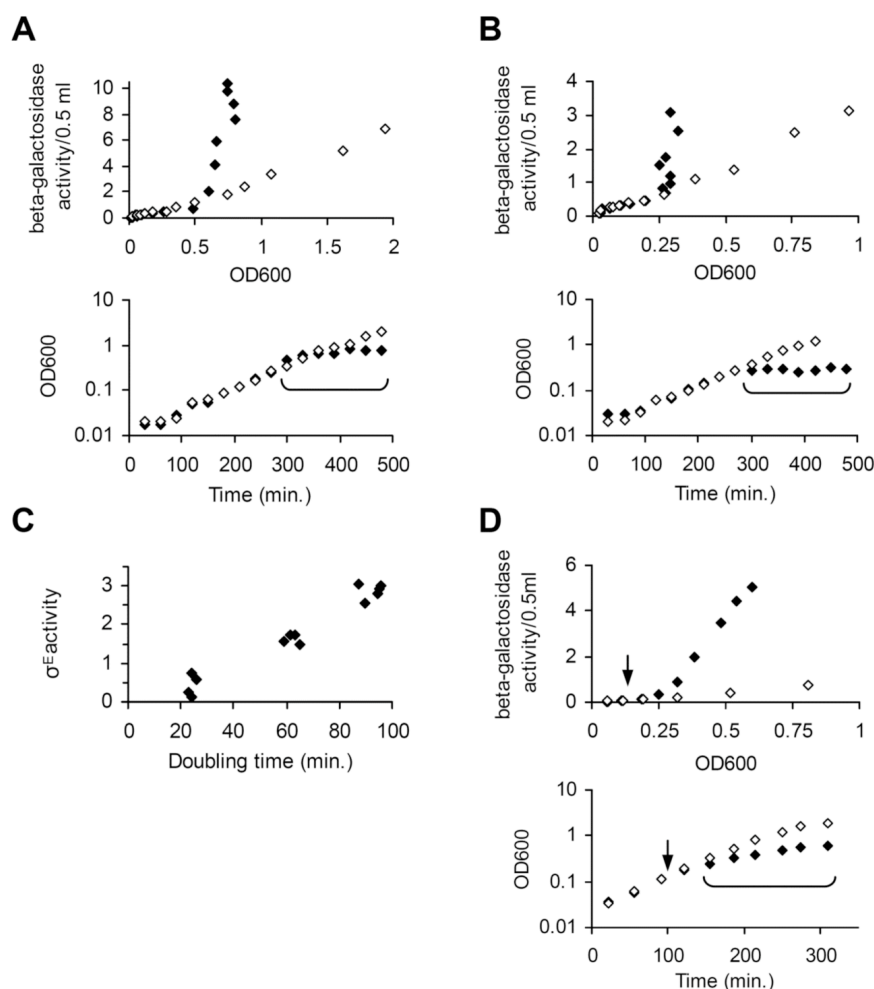 A
beta-galactosidase
activity/0.5 ml
10
8
6
4
2
0
0 0.5 1 1.5 2
OD600
OD600
10
1
0.1
0.01
0 100 200 300 400 500
Time (min.)
B
beta-galactosidase
activity/0.5 ml
4
3
2
1
0
0 0.25 0.5 0.75 1
OD600
OD600
10
1
0.1
0.01
0 100 200 300 400 500
Time (min.)
C
σᴱ activity
3
2
1
0
0 20 40 60 80 100
Doubling time (min.)
D
beta-galactosidase
activity/0.5ml
6
4
2
0
0 0.25 0.5 0.75 1
OD600
OD600
10
1
0.1
0.01
0 100 200 300
Time (min.)